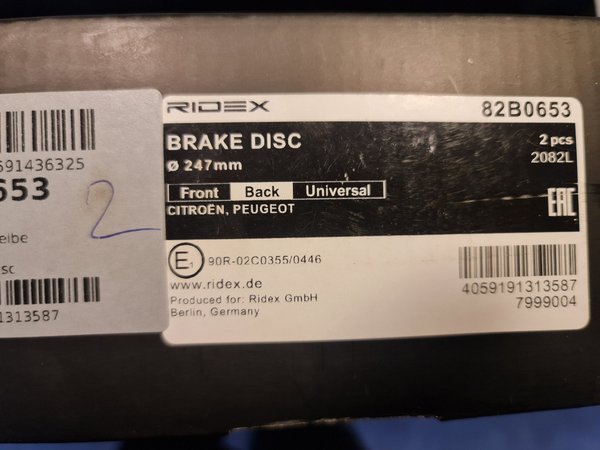 591436325
653
2
eibe
sc
1313587
RIDEX 82B0653
BRAKE DISC 2 pcs
ø 247mm 2082L
Front Back Universal
CITROËN, PEUGEOT EAC
E1 90R-02C0355/0446
www.ridex.de
Produced for: Ridex GmbH
Berlin, Germany
4059191313587
7999004